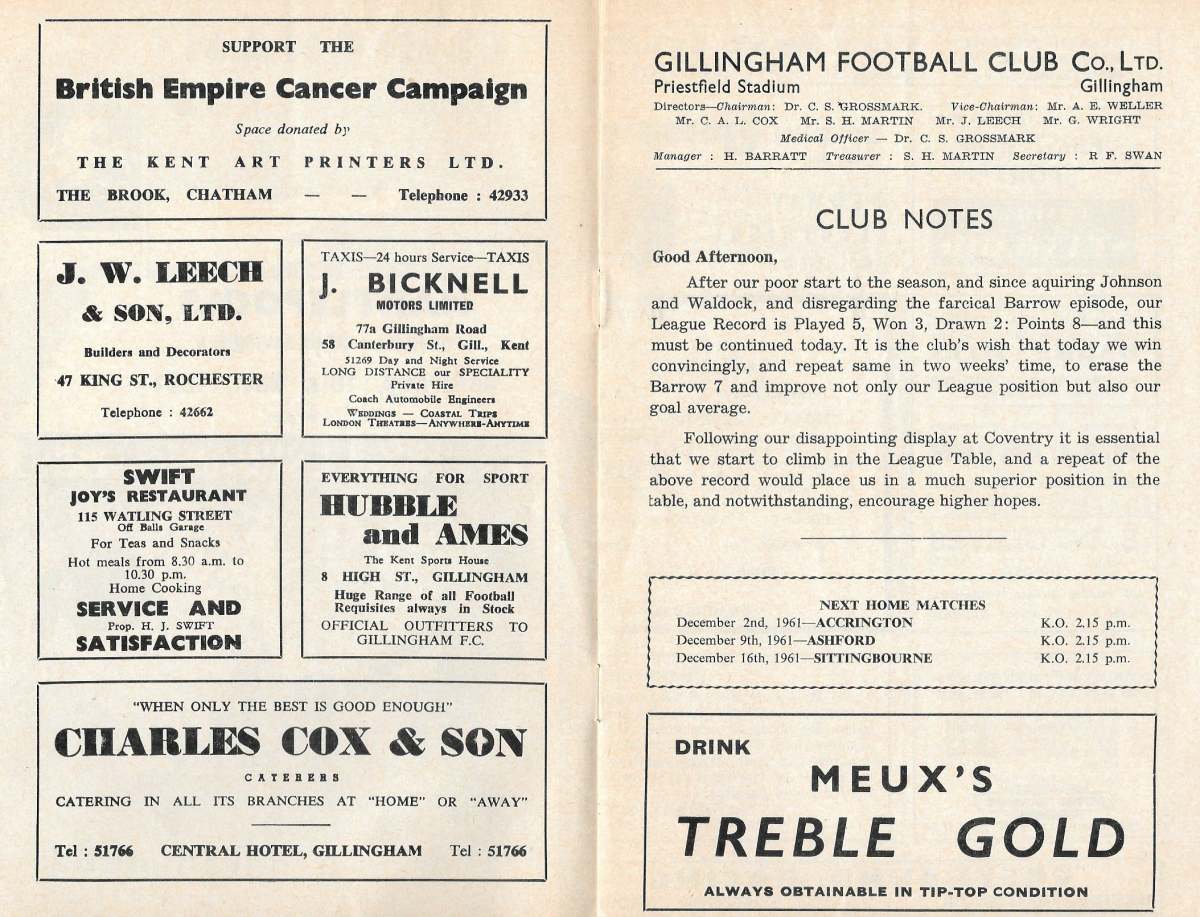 SUPPORT THE
British Empire Cancer Campaign
Space donated by
THE KENT ART PRINTERS LTD.
THE BROOK, CHATHAM — — Telephone : 42933
J. W. LEECH
& SON, LTD.
Builders and Decorators
47 KING ST., ROCHESTER
Telephone : 42662
TAXIS—24 hours Service—TAXIS
J. BICKNELL
MOTORS LIMITED
77a Gillingham Road
58 Canterbury St., Gill., Kent
51269 Day and Night Service
LONG DISTANCE our SPECIALITY
Private Hire
Coach Automobile Engineers
WEDDINGS — COASTAL TRIPS
LONDON THEATRES—ANYWHERE-ANYTIME
SWIFT
JOY'S RESTAURANT
115 WATLING STREET
Off Balls Garage
For Teas and Snacks
Hot meals from 8.30 a.m. to
10.30 p.m.
Home Cooking
SERVICE AND
Prop. H. J. SWIFT
SATISFACTION
EVERYTHING FOR SPORT
HUBBLE
and AMES
The Kent Sports House
8 HIGH ST., GILLINGHAM
Huge Range of all Football
Requisites always in Stock
OFFICIAL OUTFITTERS TO
GILLINGHAM F.C.
"WHEN ONLY THE BEST IS GOOD ENOUGH"
CHARLES COX & SON
CATERERS
CATERING IN ALL ITS BRANCHES AT "HOME" OR "AWAY"
Tel : 51766 CENTRAL HOTEL, GILLINGHAM Tel : 51766
GILLINGHAM FOOTBALL CLUB Co., LTD.
Priestfield Stadium Gillingham
Directors—Chairman: Dr. C. S. GROSSMARK. Vice-Chairman: Mr. A. E. WELLER
Mr. C. A. L. COX Mr. S. H. MARTIN Mr. J. LEECH Mr. G. WRIGHT
Medical Officer — Dr. C. S. GROSSMARK
Manager : H. BARRATT Treasurer : S. H. MARTIN Secretary : R F. SWAN
CLUB NOTES
Good Afternoon,
After our poor start to the season, and since aquiring Johnson
and Waldock, and disregarding the farcical Barrow episode, our
League Record is Played 5, Won 3, Drawn 2: Points 8—and this
must be continued today. It is the club's wish that today we win
convincingly, and repeat same in two weeks' time, to erase the
Barrow 7 and improve not only our League position but also our
goal average.
Following our disappointing display at Coventry it is essential
that we start to climb in the League Table, and a repeat of the
above record would place us in a much superior position in the
table, and notwithstanding, encourage higher hopes.
NEXT HOME MATCHES
December 2nd, 1961—ACCRINGTON K.O. 2.15 p.m.
December 9th, 1961—ASHFORD K.O. 2.15 p.m.
December 16th, 1961—SITTINGBOURNE K.O. 2.15 p.m.
DRINK
MEUX'S
TREBLE GOLD
ALWAYS OBTAINABLE IN TIP-TOP CONDITION